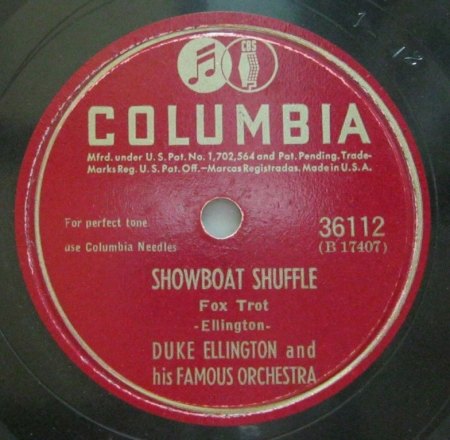 CBS
COLUMBIA
Mfrd. under U.S. Pat. No. 1,702,564 and Pat. Pending. Trade-
Marks Reg. U.S. Pat. Off.—Marcas Registradas. Made in U.S.A.
For perfect tone
use Columbia Needles
36112
(B 17407)
SHOWBOAT SHUFFLE
Fox Trot
-Ellington-
DUKE ELLINGTON and
his FAMOUS ORCHESTRA